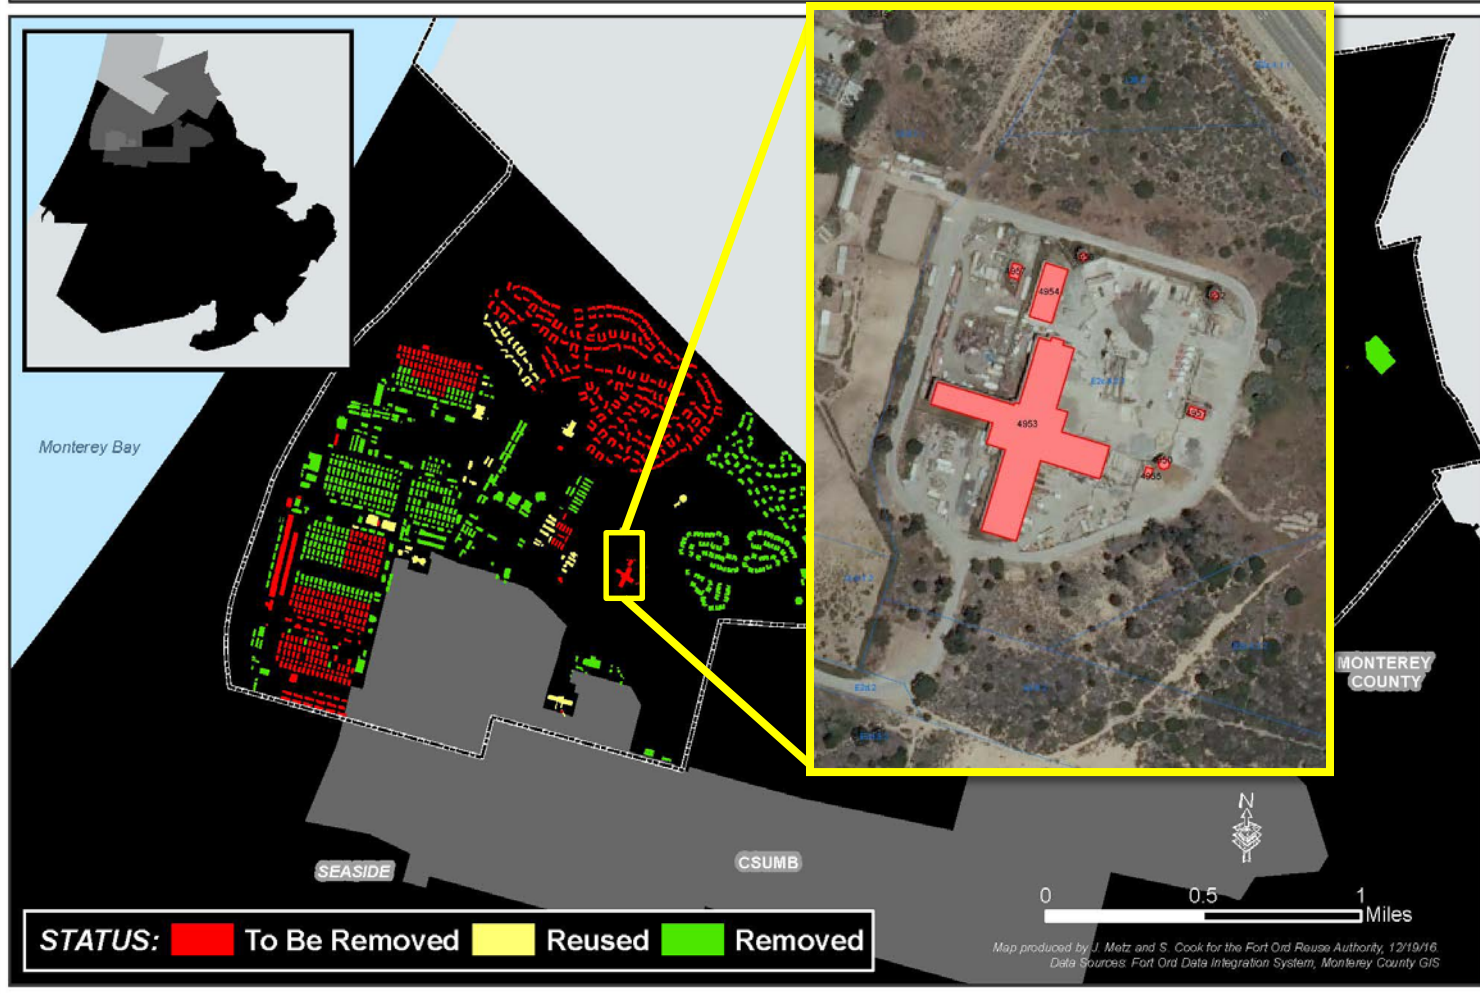 4954
4953
Monterey Bay
MONTEREY
COUNTY
N
SEASIDE
CSUMB
0 0.5 1
Miles
STATUS: To Be Removed Reused Removed
Map produced by J. Metz and S. Cook for the Fort Ord Reuse Authority, 12/19/16.
Data Sources: Fort Ord Data Integration System, Monterey County GIS